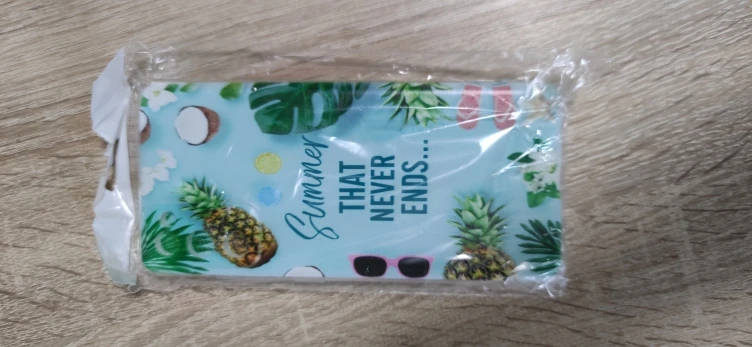 Summer
THAT
NEVER
ENDS...